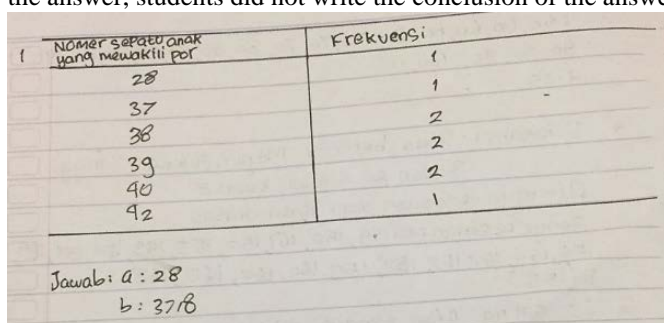 the answer, students did not write the conclusion of the answe
1 Nomer sepatu anak Frekuensi
yang mewakili por
28 1
37 1
38 2
39 2
40 2
42 1
Jawab: a : 28
b : 37/8